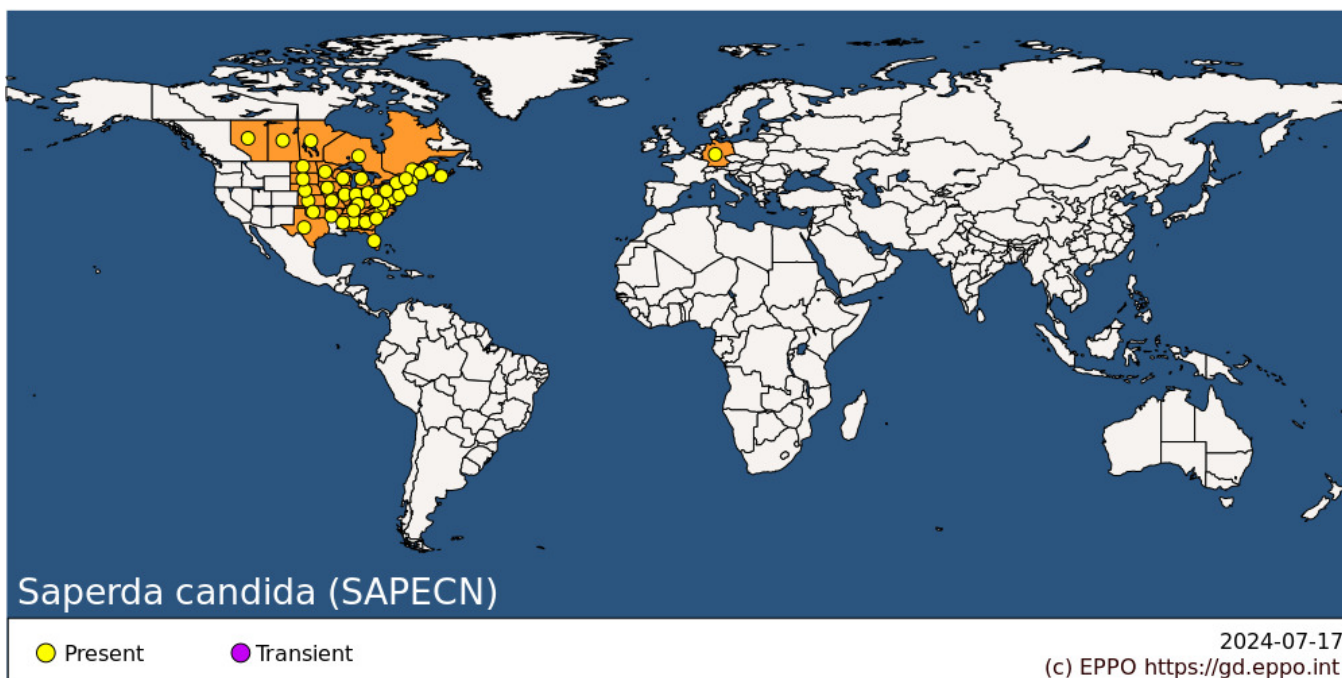 Saperda candida (SAPECN)
Present
Transient
2024-07-17
(c) EPPO https://gd.eppo.int